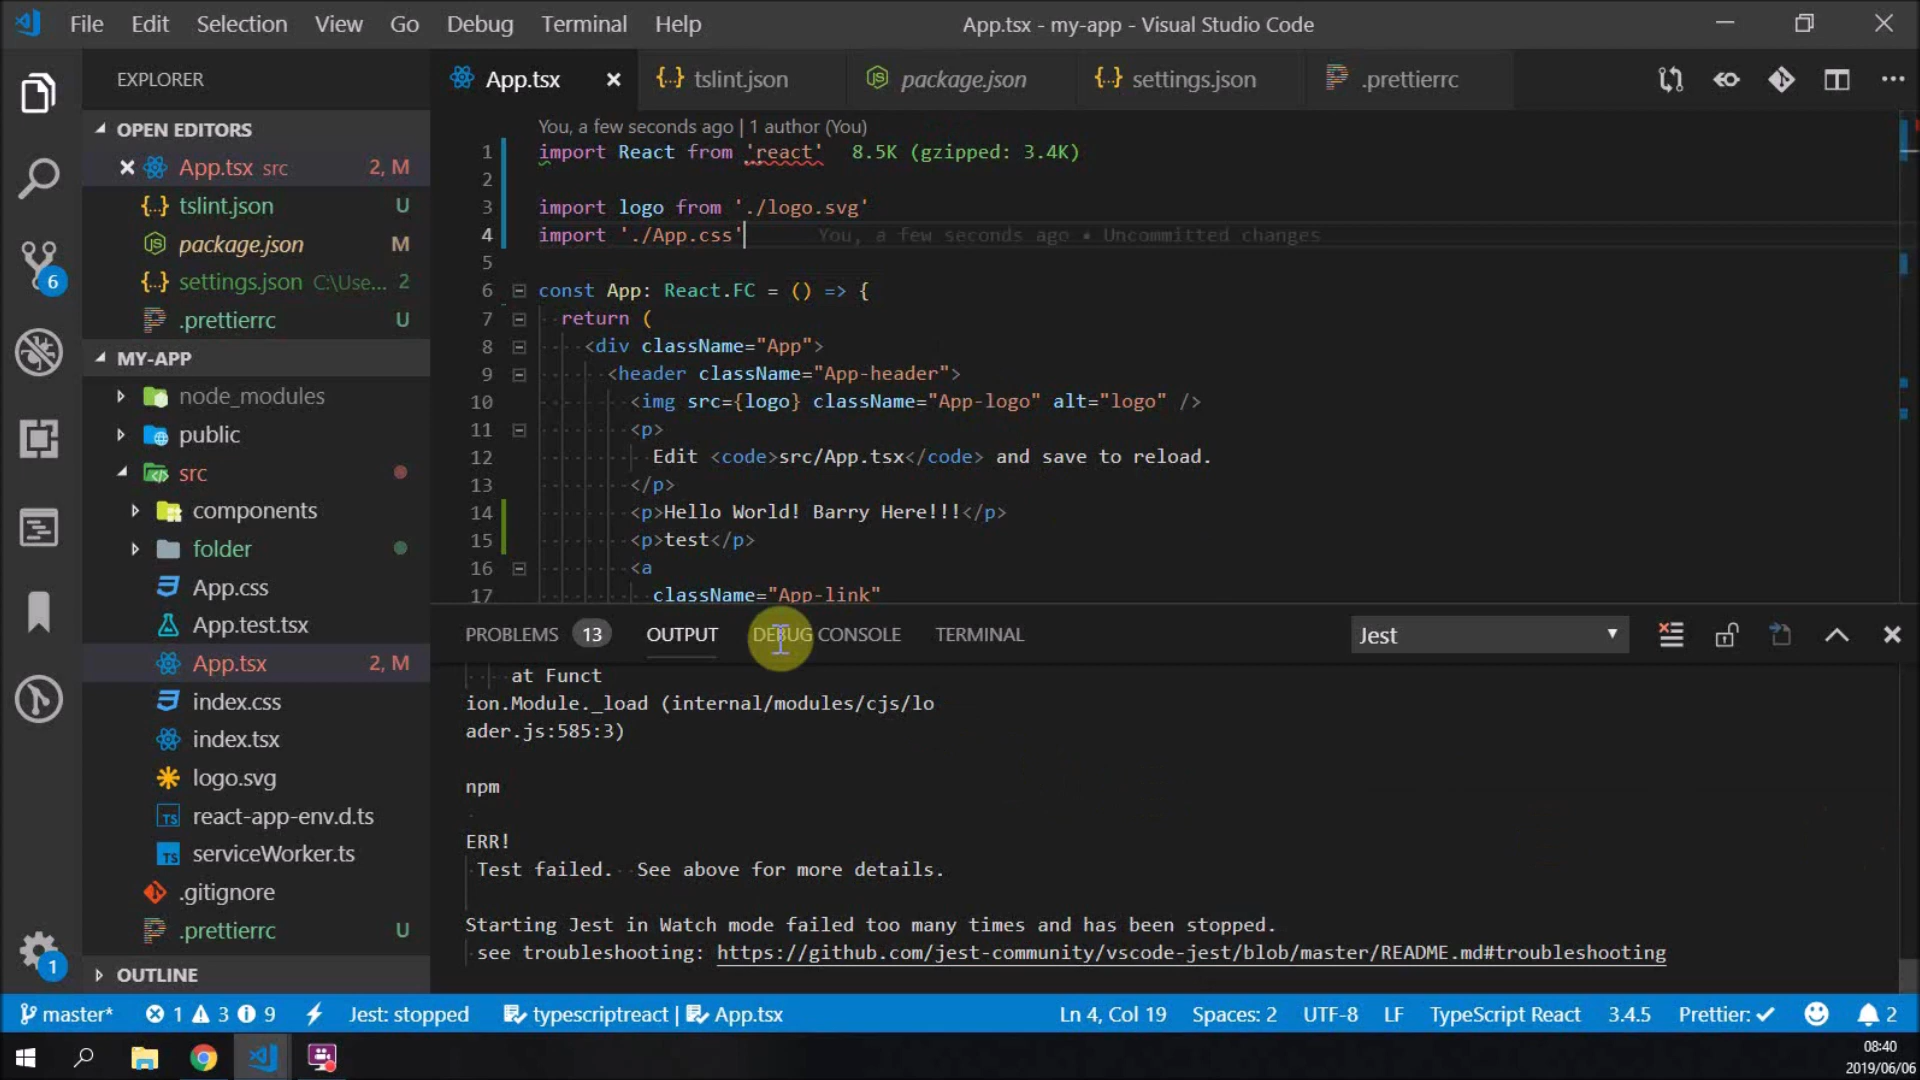 File Edit Selection View Go Debug Terminal Help App.tsx - my-app - Visual Studio Code
EXPLORER
OPEN EDITORS
App.tsx src 2, M
tslint.json U
package.json M
settings.json C:\Use... 2
.prettierrc U
MY-APP
node_modules
public
src
components
folder
App.css
App.test.tsx
App.tsx 2, M
index.css
index.tsx
logo.svg
react-app-env.d.ts
serviceWorker.ts
.gitignore
.prettierrc U
OUTLINE
6
1
App.tsx tslint.json package.json settings.json .prettierrc
You, a few seconds ago | 1 author (You)
1 import React from 'react' 8.5K (gzipped: 3.4K)
2
3 import logo from './logo.svg'
4 import './App.css' You, a few seconds ago • Uncommitted changes
5
6 const App: React.FC = () => {
7 return (
8 <div className="App">
9 <header className="App-header">
10 <img src={logo} className="App-logo" alt="logo" />
11 <p>
12 Edit <code>src/App.tsx</code> and save to reload.
13 </p>
14 <p>Hello World! Barry Here!!!</p>
15 <p>test</p>
16 <a
17 className="App-link"
PROBLEMS 13 OUTPUT DEBUG CONSOLE TERMINAL Jest
at Funct
ion.Module._load (internal/modules/cjs/lo
ader.js:585:3)
npm
ERR!
Test failed. See above for more details.
Starting Jest in Watch mode failed too many times and has been stopped.
see troubleshooting: https://github.com/jest-community/vscode-jest/blob/master/README.md#troubleshooting
master* 1 3 9 Jest: stopped typescriptreact | App.tsx Ln 4, Col 19 Spaces: 2 UTF-8 LF TypeScript React 3.4.5 Prettier: ✓ 2
08:40
2019/06/06